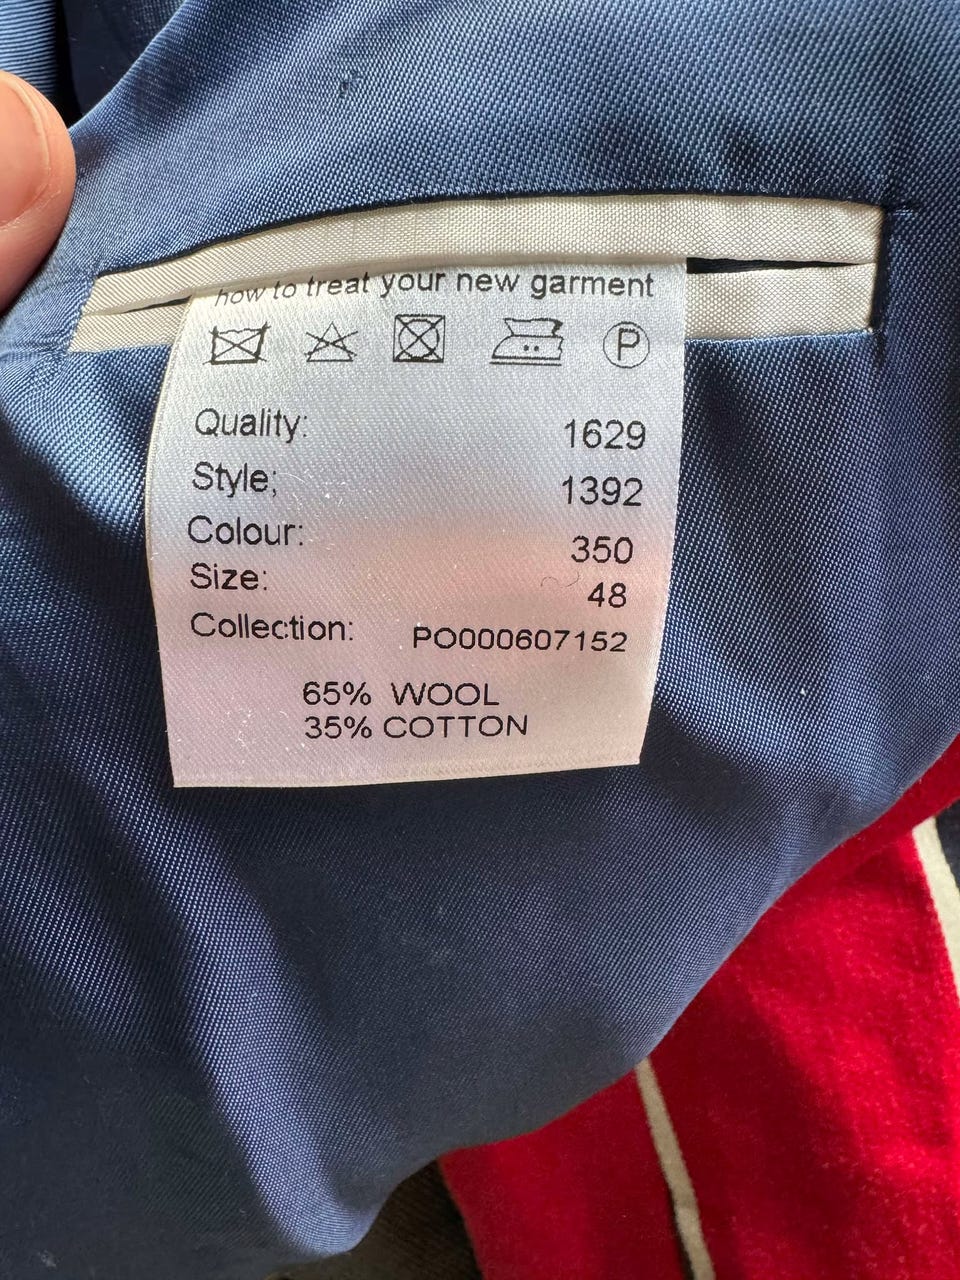 how to treat your new garment
P
Quality: 1629
Style; 1392
Colour: 350
Size: 48
Collection: PO000607152
65% WOOL
35% COTTON